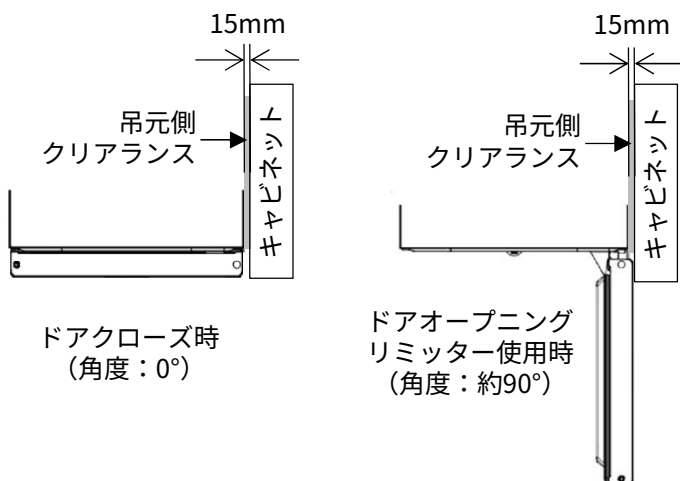 15mm
吊元側
クリアランス
キャビネット
ドアクローズ時
（角度：0°）
15mm
吊元側
クリアランス
キャビネット
ドアオープニング
リミッター使用時
（角度：約90°）